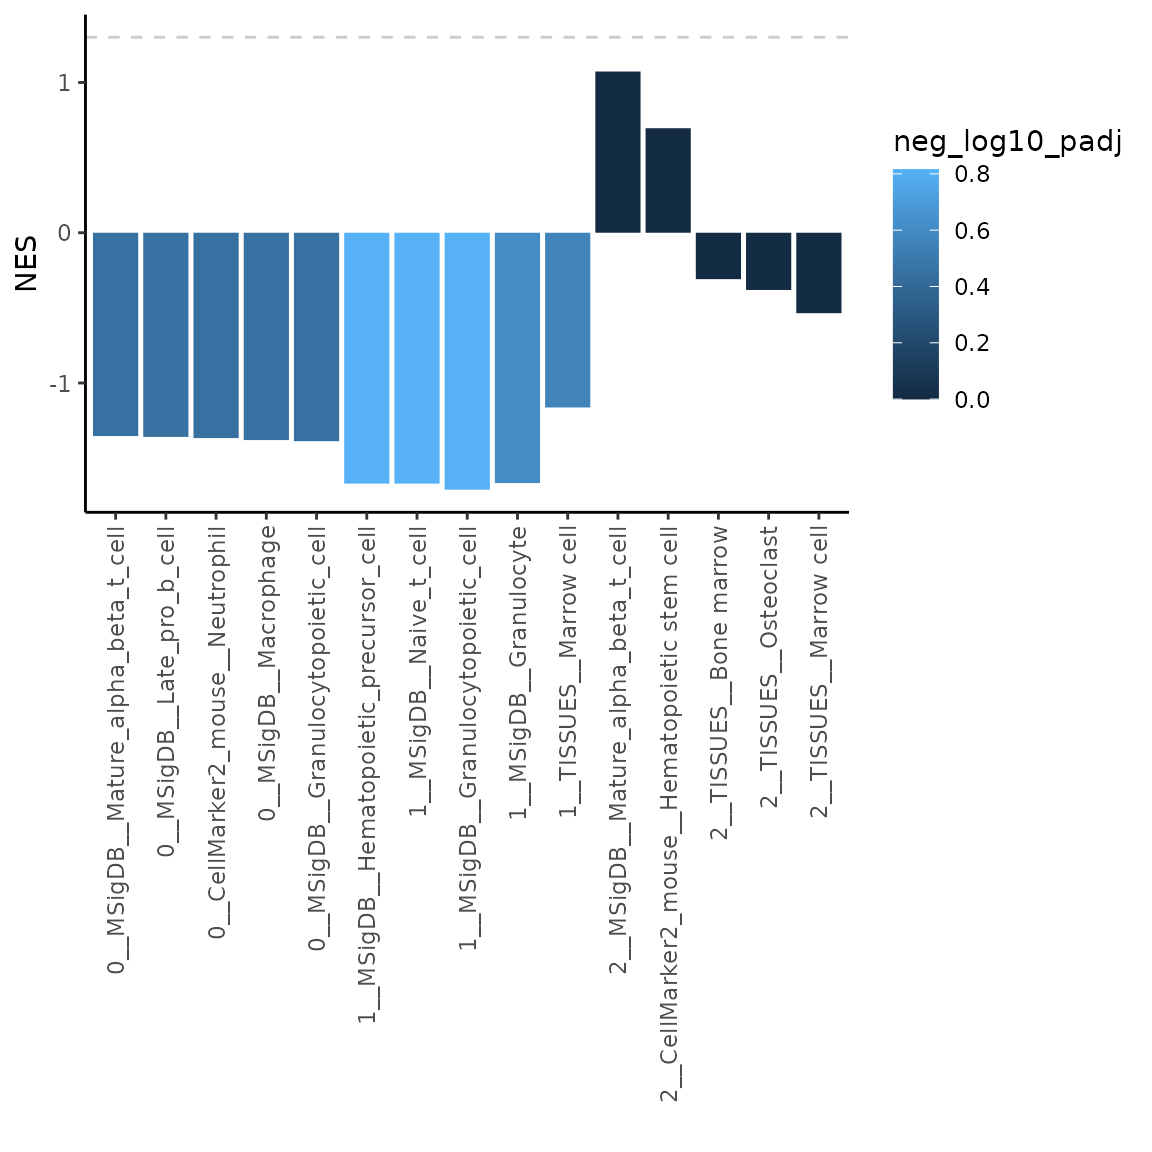 NES
1
0
-1
0__MSigDB__Mature_alpha_beta_t_cell
0__MSigDB__Late_pro_b_cell
0__CellMarker2_mouse__Neutrophil
0__MSigDB__Macrophage
0__MSigDB__Granulocytopoietic_cell
1__MSigDB__Hematopoietic_precursor_cell
1__MSigDB__Naive_t_cell
1__MSigDB__Granulocytopoietic_cell
1__MSigDB__Granulocyte
1__TISSUES__Marrow cell
2__MSigDB__Mature_alpha_beta_t_cell
2__CellMarker2_mouse__Hematopoietic stem cell
2__TISSUES__Bone marrow
2__TISSUES__Osteoclast
2__TISSUES__Marrow cell
neg_log10_padj
0.8
0.6
0.4
0.2
0.0